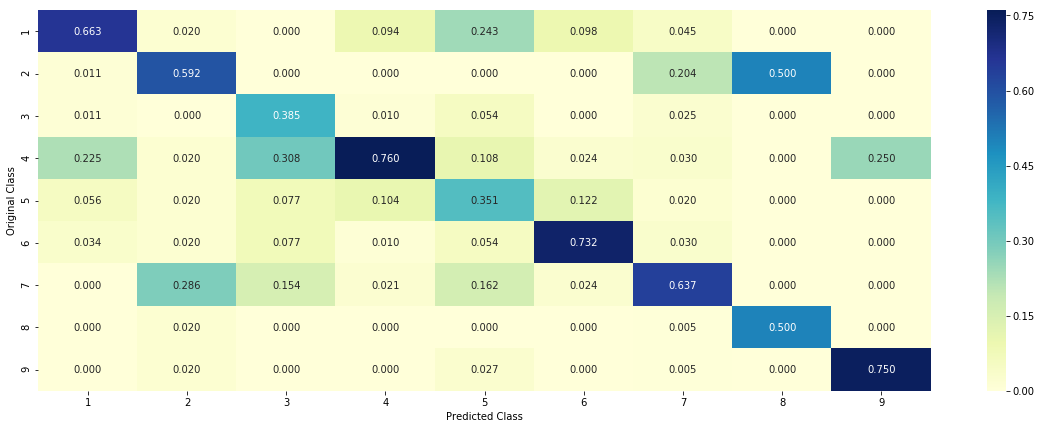 1 0.663 0.020 0.000 0.094 0.243 0.098 0.045 0.000 0.000
2 0.011 0.592 0.000 0.000 0.000 0.000 0.204 0.500 0.000
3 0.011 0.000 0.385 0.010 0.054 0.000 0.025 0.000 0.000
4 0.225 0.020 0.308 0.760 0.108 0.024 0.030 0.000 0.250
5 0.056 0.020 0.077 0.104 0.351 0.122 0.020 0.000 0.000
6 0.034 0.020 0.077 0.010 0.054 0.732 0.030 0.000 0.000
7 0.000 0.286 0.154 0.021 0.162 0.024 0.637 0.000 0.000
8 0.000 0.020 0.000 0.000 0.000 0.000 0.005 0.500 0.000
9 0.000 0.020 0.000 0.000 0.027 0.000 0.005 0.000 0.750
1 2 3 4 5 6 7 8 9
Predicted Class
Original Class
0.75
0.60
0.45
0.30
0.15
0.00